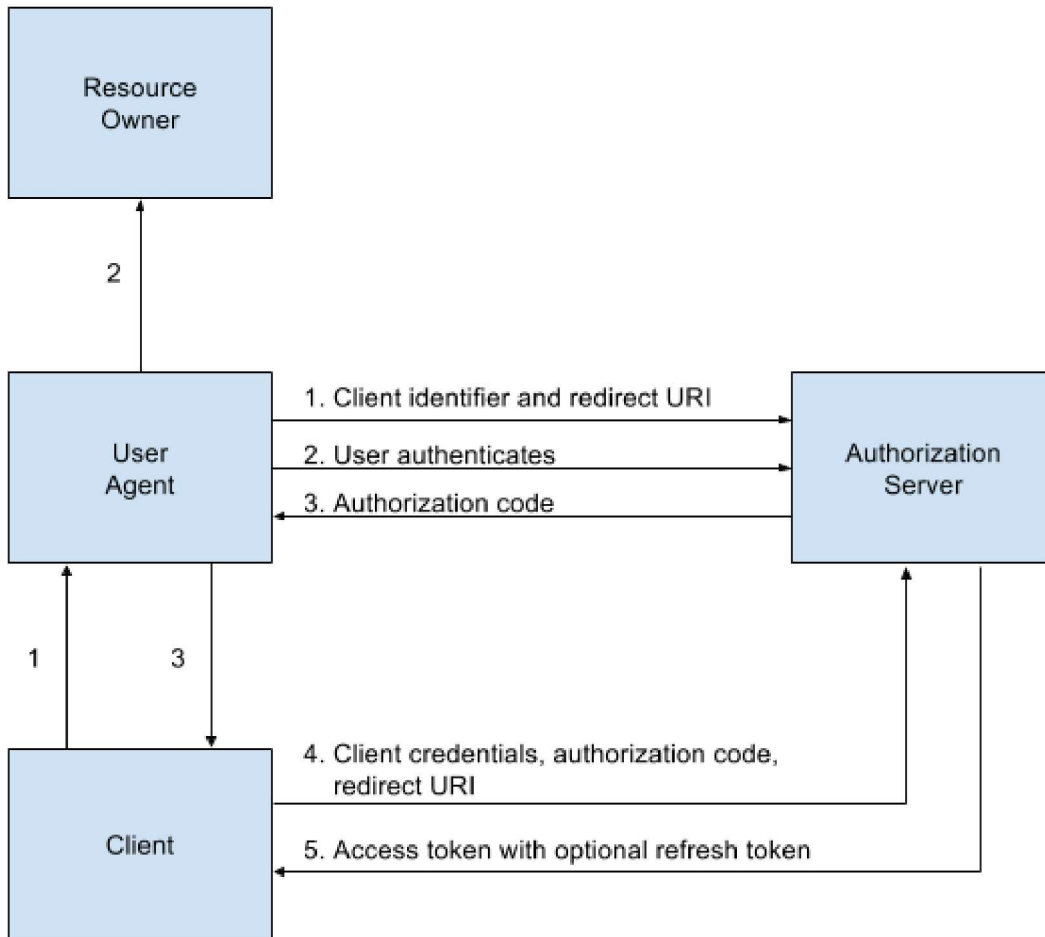 Resource
Owner
2
1. Client identifier and redirect URI
User
Agent
2. User authenticates
Authorization
Server
3. Authorization code
1
3
4. Client credentials, authorization code,
redirect URI
Client
5. Access token with optional refresh token